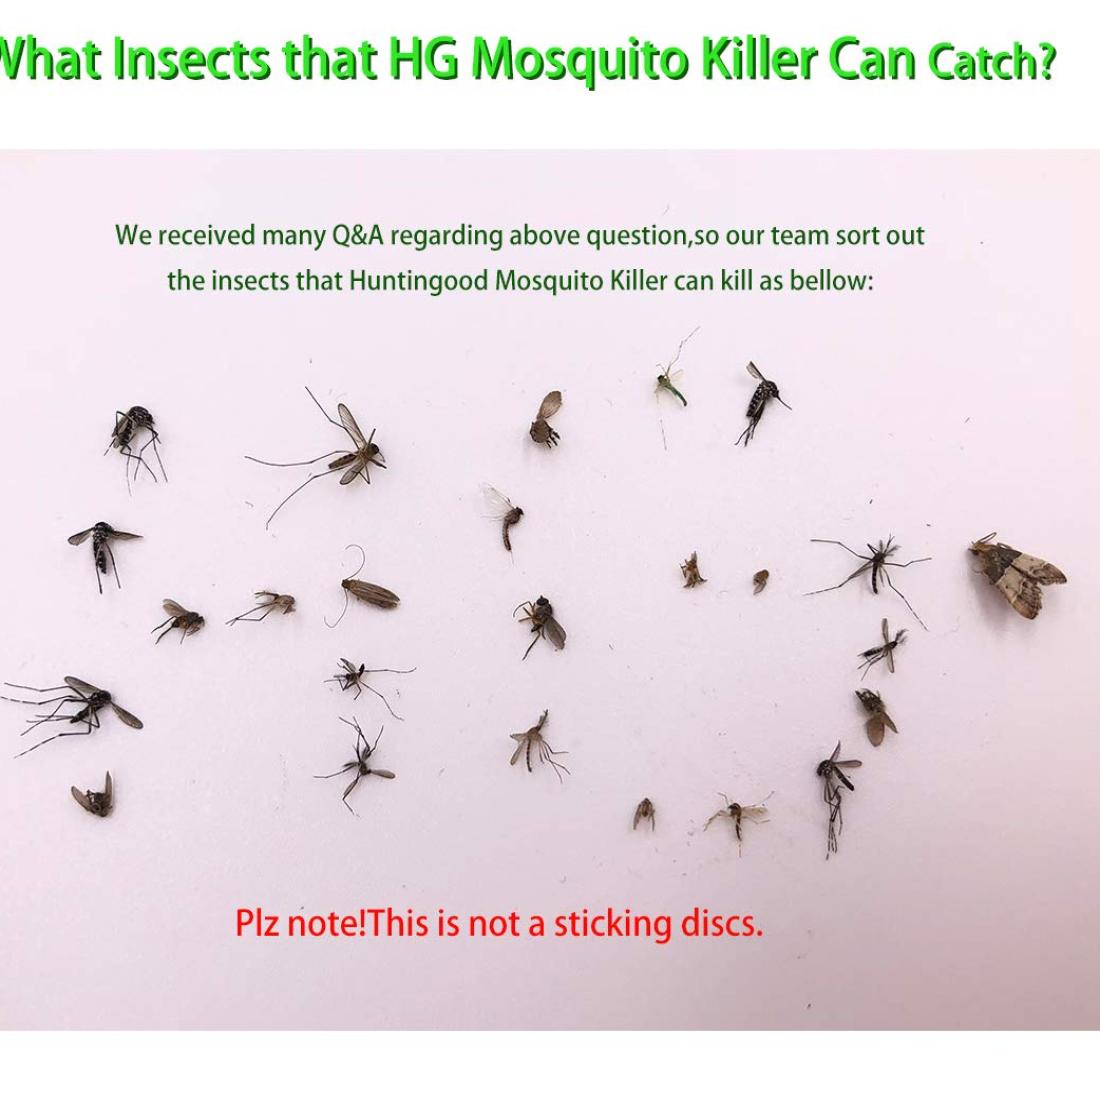 What Insects that HG Mosquito Killer Can Catch?
We received many Q&A regarding above question,so our team sort out
the insects that Huntingood Mosquito Killer can kill as bellow:
Plz note!This is not a sticking discs.